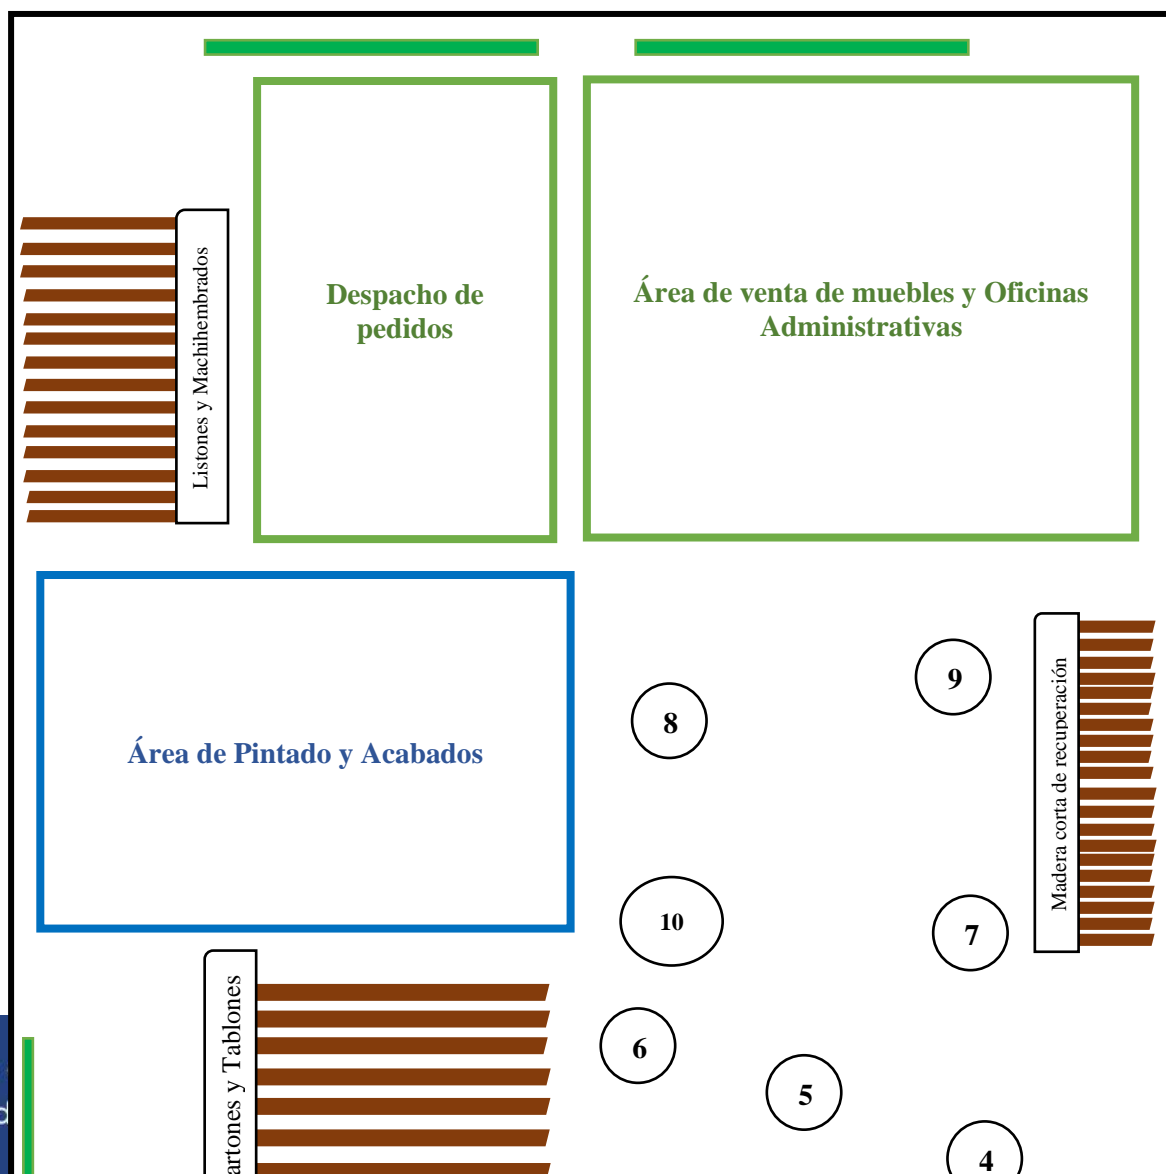 Despacho de
pedidos
Área de venta de muebles y Oficinas
Administrativas
Listones y Machihembrados
Área de Pintado y Acabados
8
9
Madera corta de recuperación
10
7
6
5
4
y Tablones